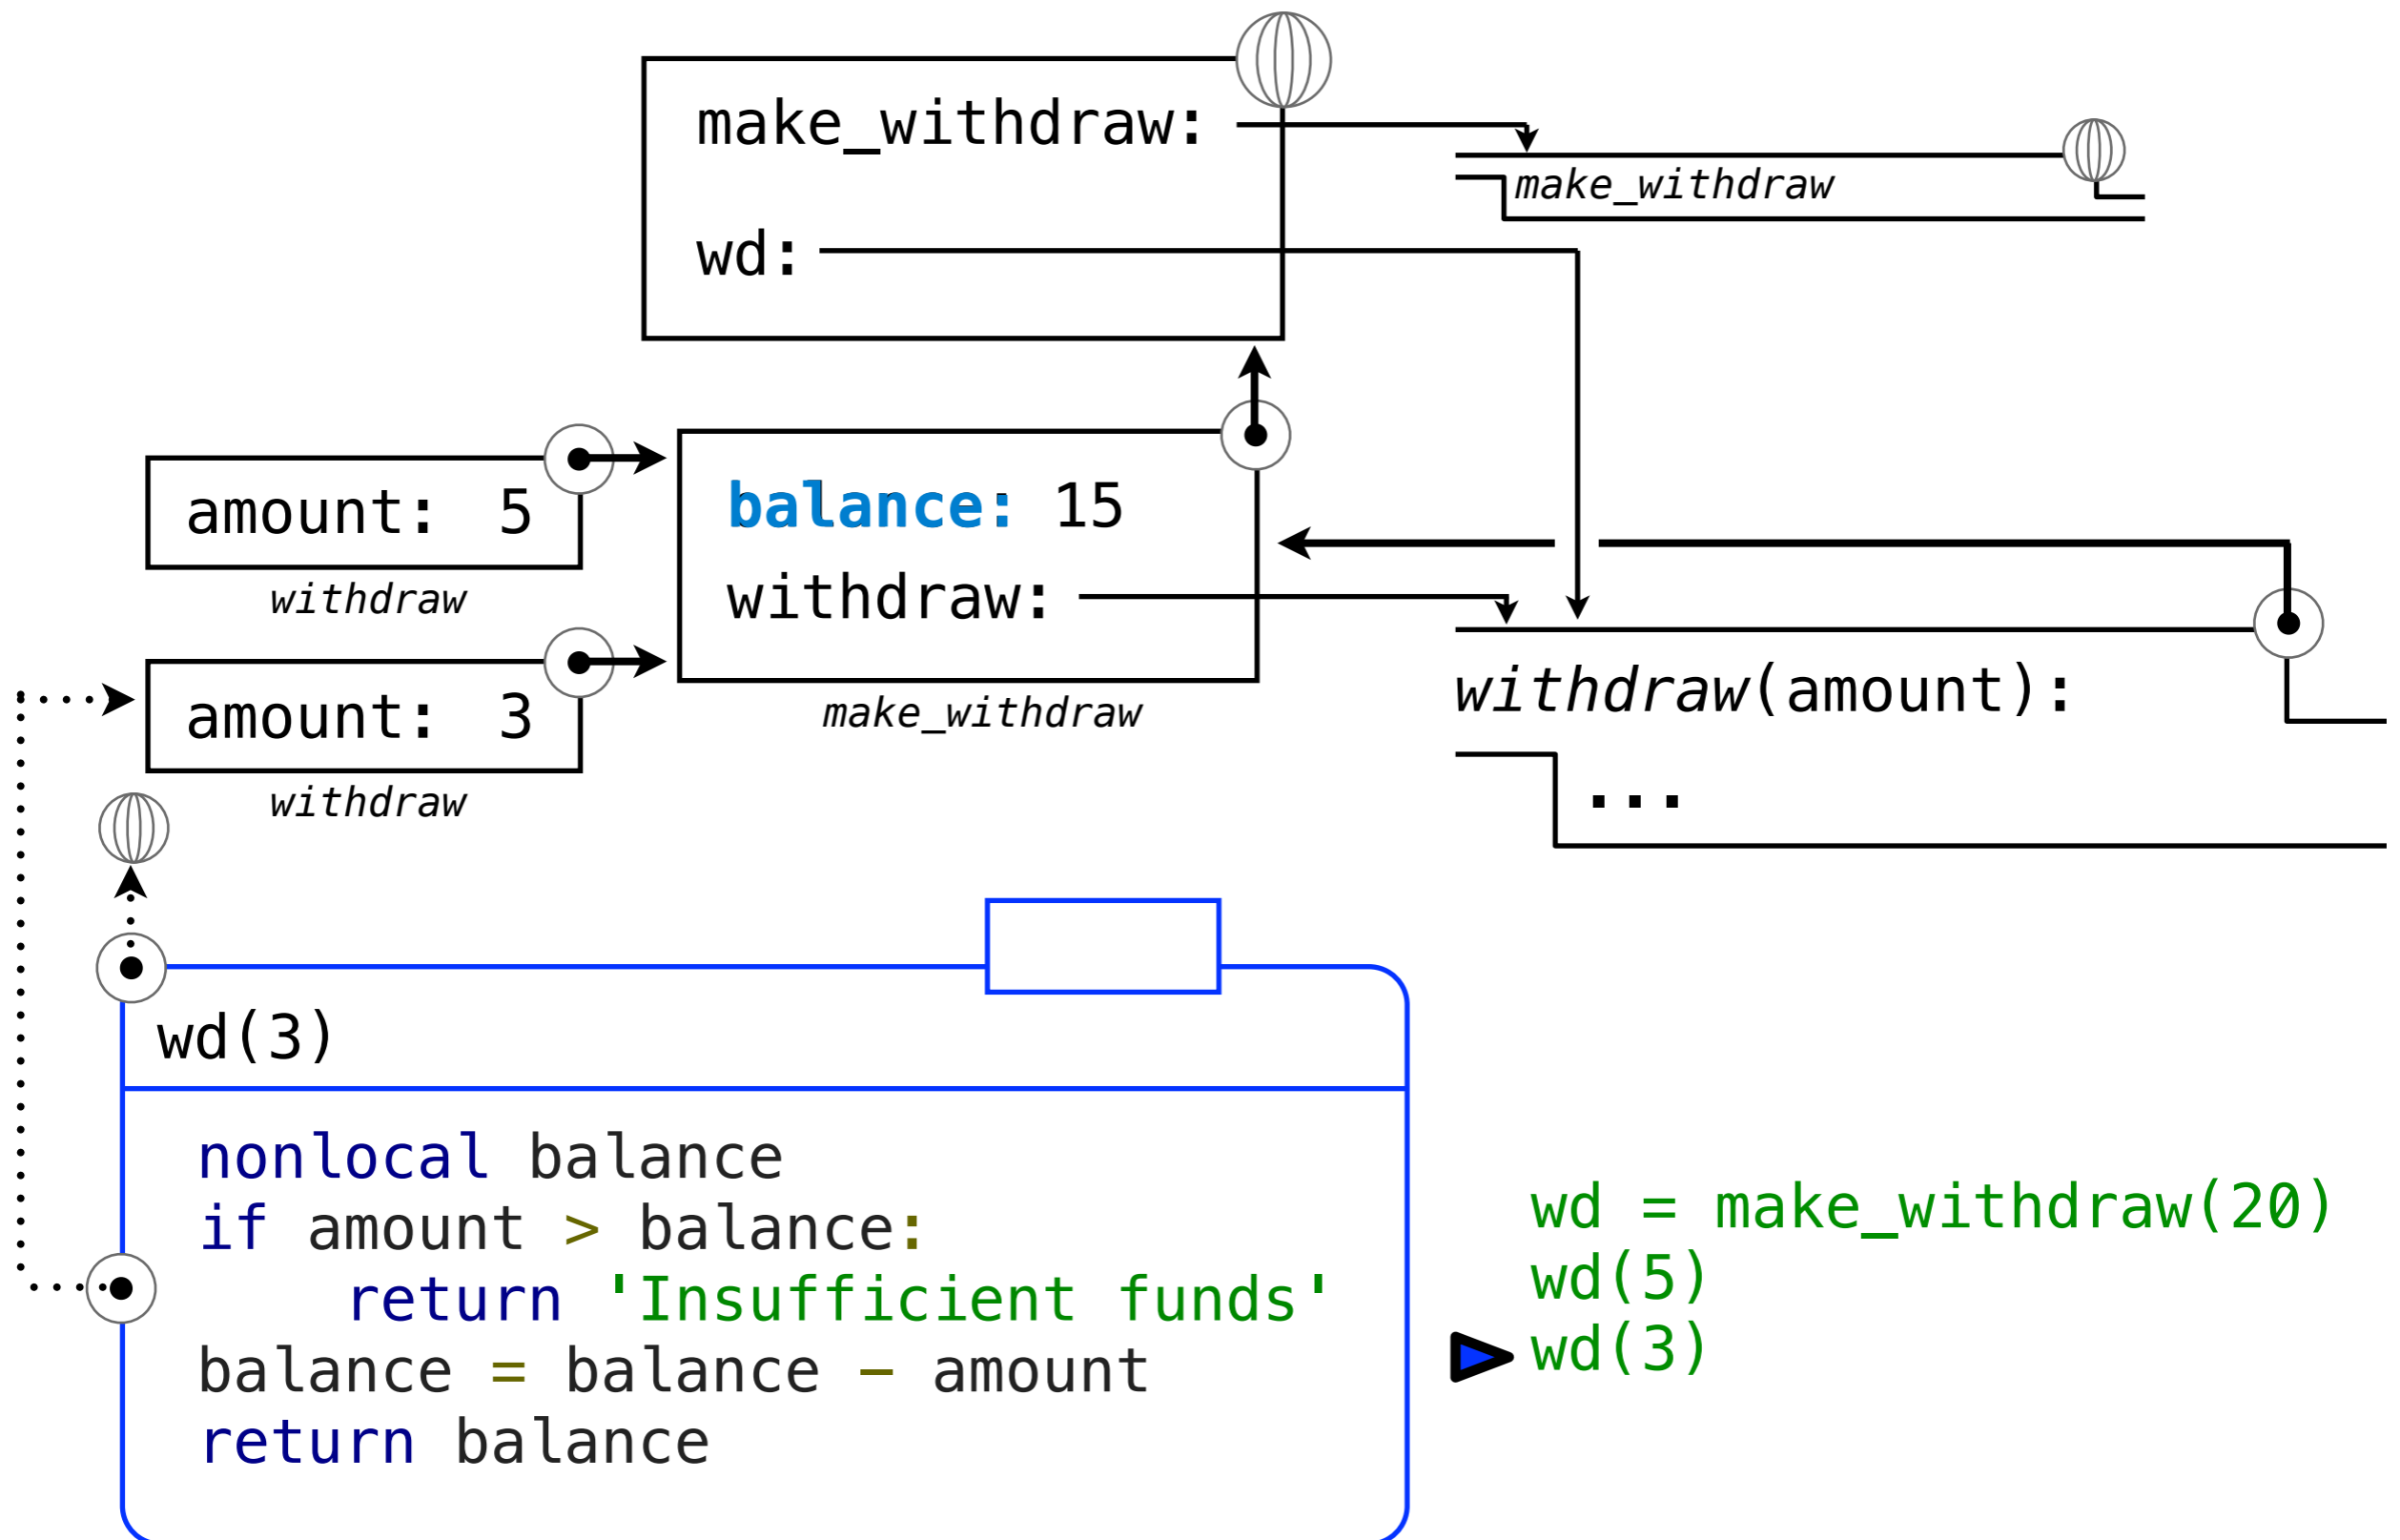 make_withdraw:
make_withdraw
wd:
balance: 15
amount: 5
withdraw:
withdraw
withdraw(amount):
amount: 3
make_withdraw
withdraw
...
wd(3)
nonlocal balance
if amount > balance:
    return 'Insufficient funds'
balance = balance - amount
return balance
wd = make_withdraw(20)
wd(5)
wd(3)